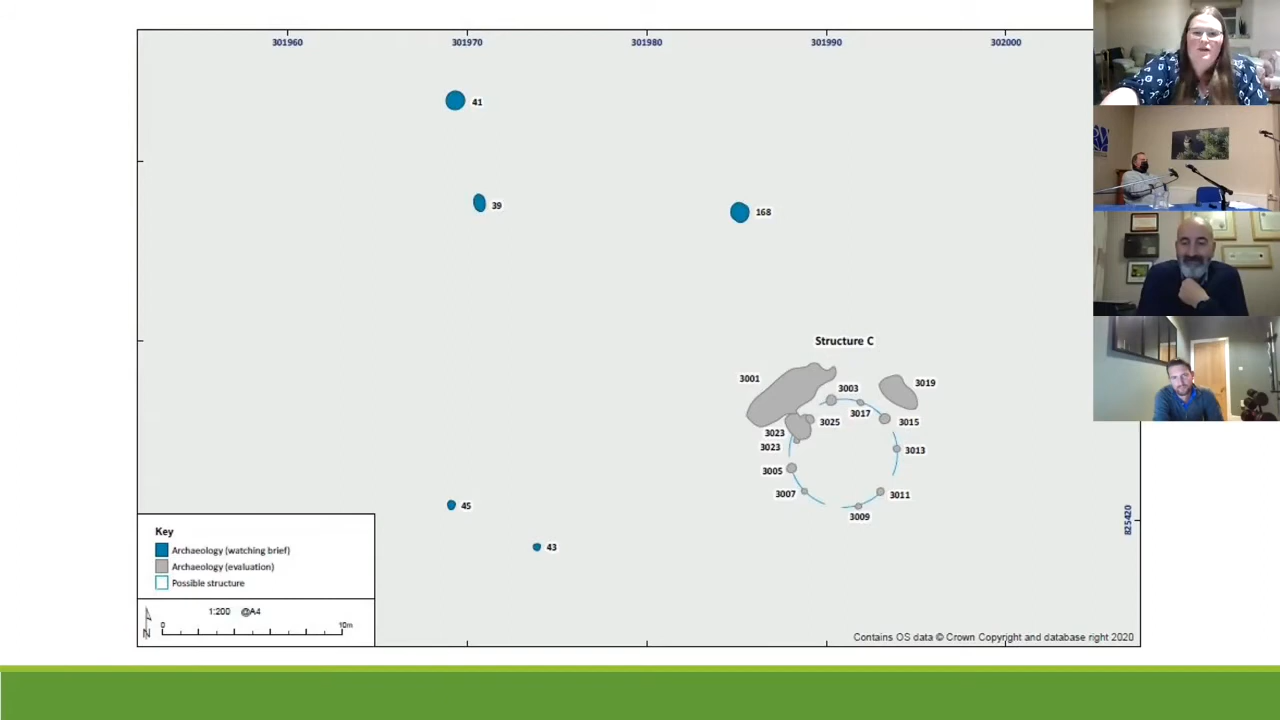 301960 301970 301980 301990 302000
41
39
168
Structure C
3001
3003
3019
3017
3025
3015
3023
3023
3013
3005
3007
3011
3009
45
43
825420
Key
Archaeology (watching brief)
Archaeology (evaluation)
Possible structure
1:200 @A4
0 10m
N
Contains OS data © Crown Copyright and database right 2020